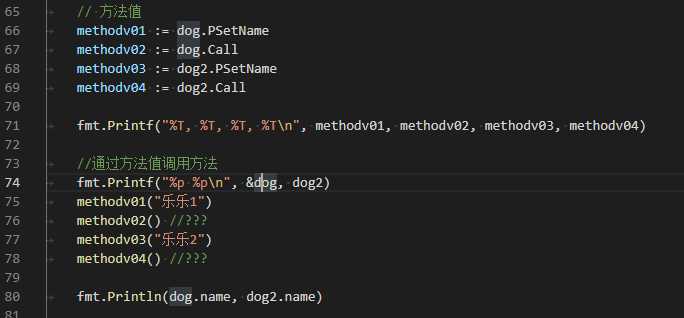 65 // 方法值
66 methodv01 := dog.PSetName
67 methodv02 := dog.Call
68 methodv03 := dog2.PSetName
69 methodv04 := dog2.Call
70
71 fmt.Printf("%T, %T, %T, %T\n", methodv01, methodv02, methodv03, methodv04)
72
73 //通过方法值调用方法
74 fmt.Printf("%p %p\n", &dog, dog2)
75 methodv01("乐乐1")
76 methodv02() //???
77 methodv03("乐乐2")
78 methodv04() //???
79
80 fmt.Println(dog.name, dog2.name)